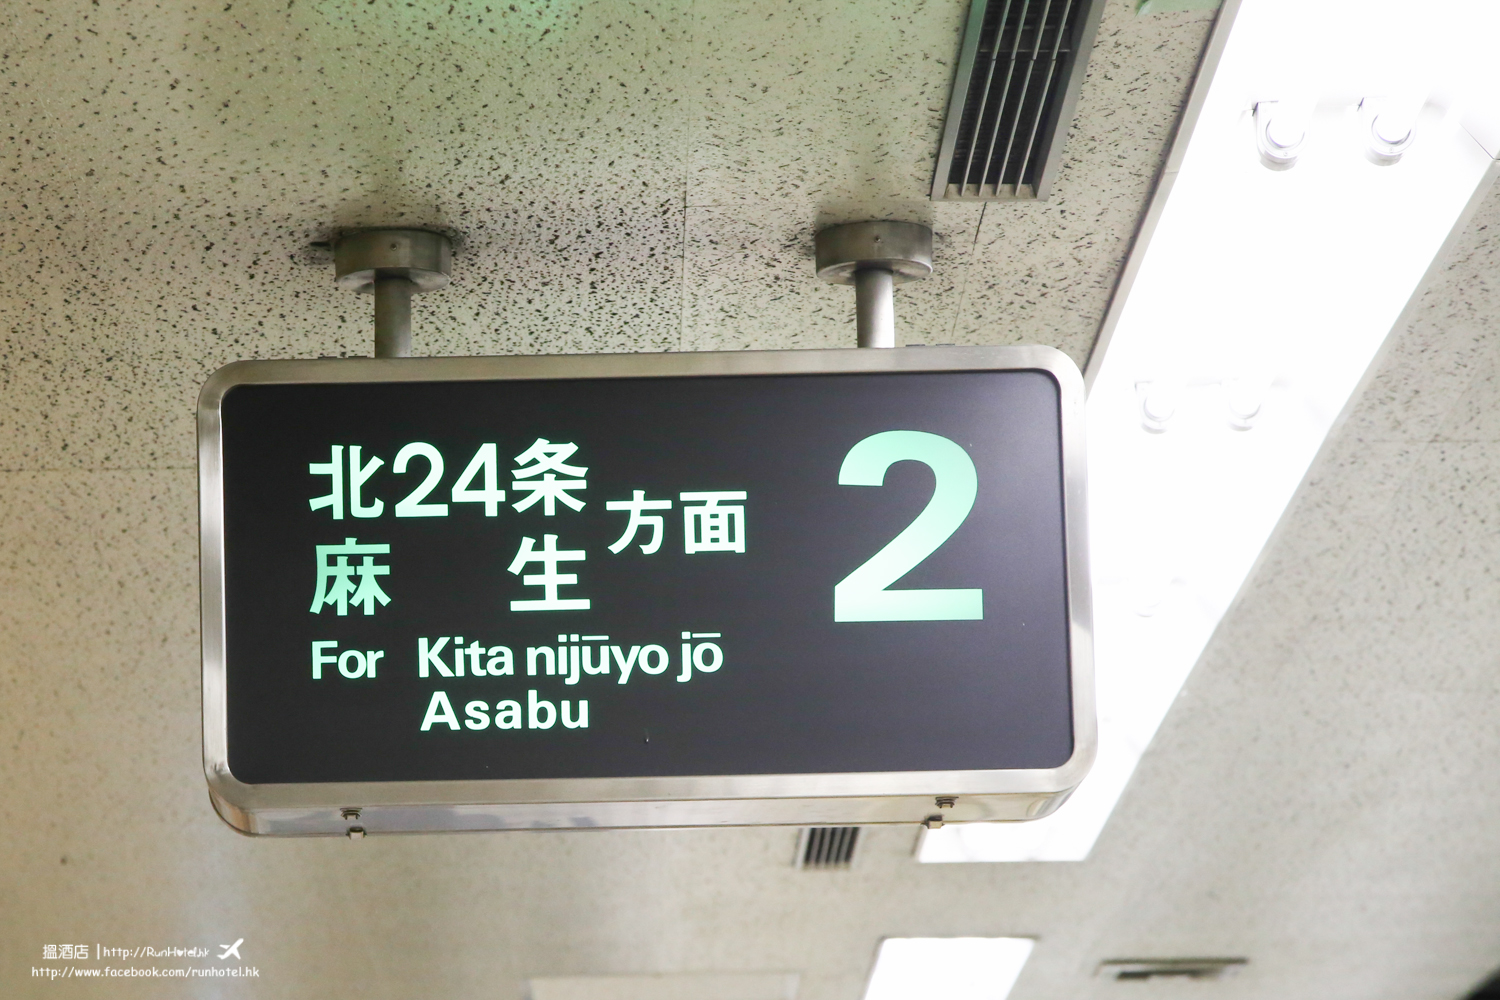 北24条
麻生
方面
2
For Kita nijūyo jō
Asabu
搵酒店 | http://RunHotel.hk
http://www.facebook.com/runhotel.hk